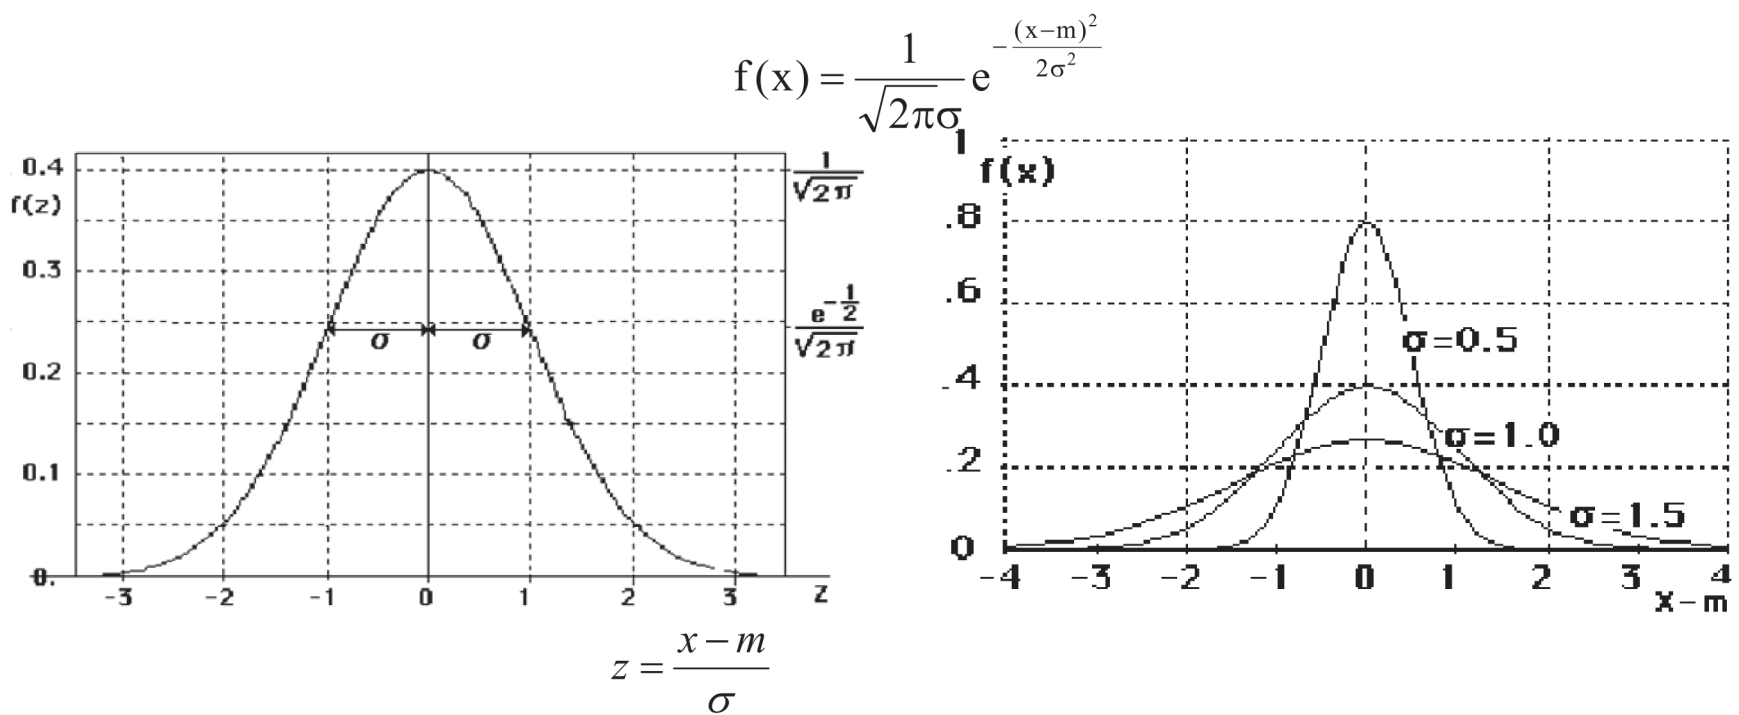 f(x) = 1/(√2πσ) e^(−(x−m)²/(2σ²))
0.4
f(z)
0.3
0.2
0.1
0.
-3 -2 -1 0 1 2 3 z
σ σ
1/√2π
e^(−1/2)/√2π
z = (x − m)/σ
1
f(x)
.8
.6
.4
.2
0
σ=0.5
σ=1.0
σ=1.5
-4 -3 -2 -1 0 1 2 3 4
x-m